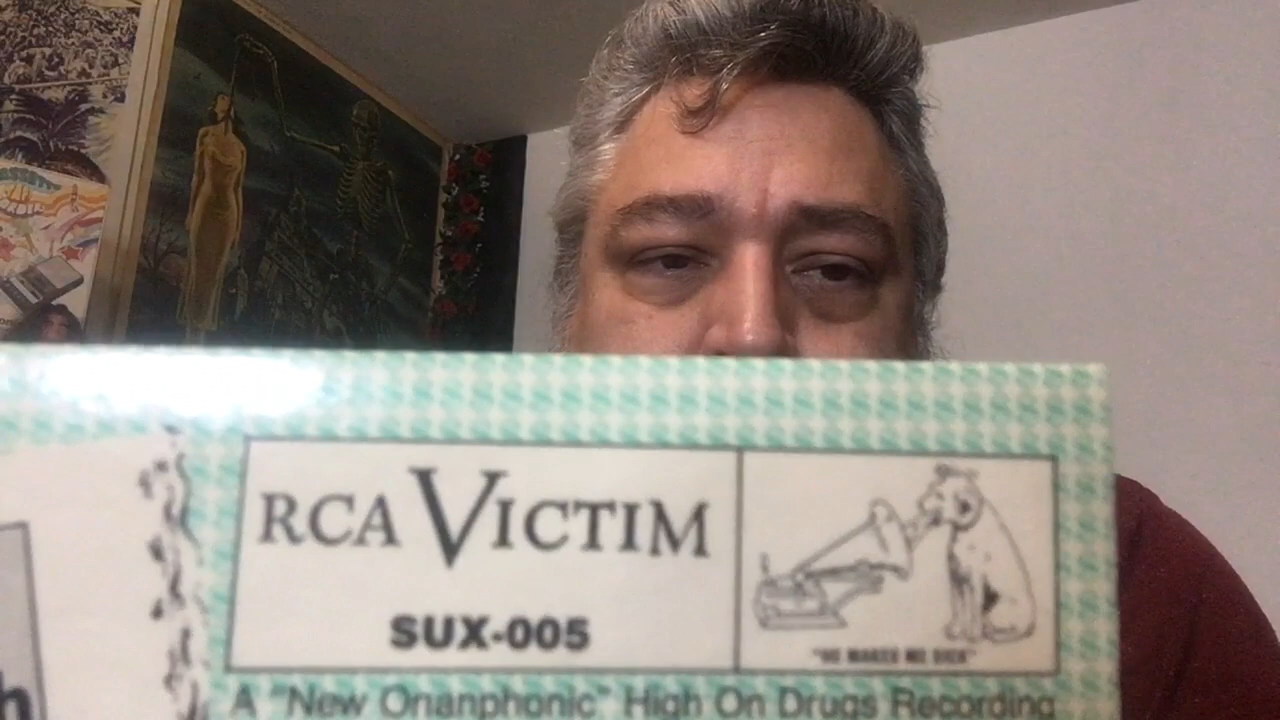 RCA VICTIM
SUX-005
"HE MAKES ME SICK"
A "New Onanphonic" High On Drugs Recording
h